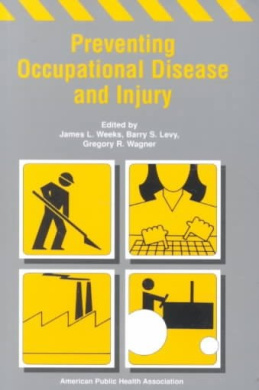 Preventing
Occupational Disease
and Injury
Edited by
James L. Weeks, Barry S. Levy,
Gregory R. Wagner
American Public Health Association